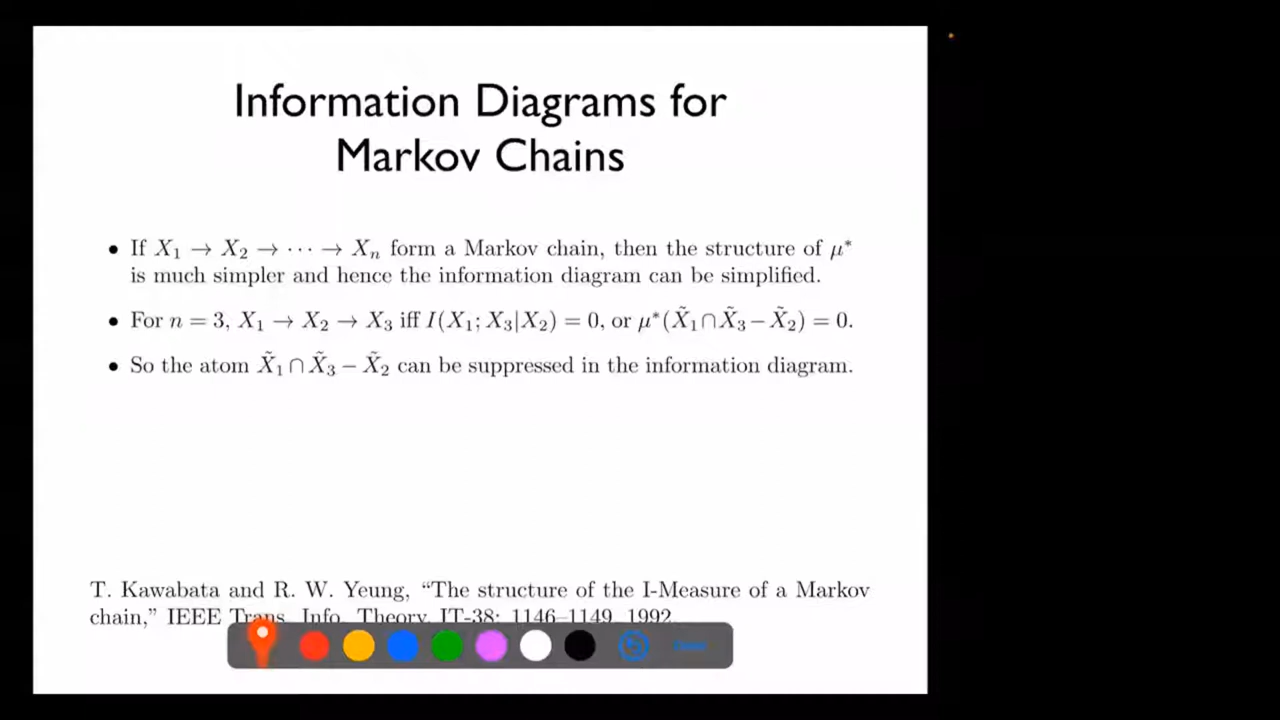 Information Diagrams for
Markov Chains
• If X₁ → X₂ → ⋯ → Xₙ form a Markov chain, then the structure of μ*
is much simpler and hence the information diagram can be simplified.
• For n = 3, X₁ → X₂ → X₃ iff I(X₁; X₃|X₂) = 0, or μ*(X̃₁∩X̃₃ − X̃₂) = 0.
• So the atom X̃₁ ∩ X̃₃ − X̃₂ can be suppressed in the information diagram.
T. Kawabata and R. W. Yeung, “The structure of the I-Measure of a Markov
chain,” IEEE Trans. Info. Theory, IT-38: 1146–1149, 1992.